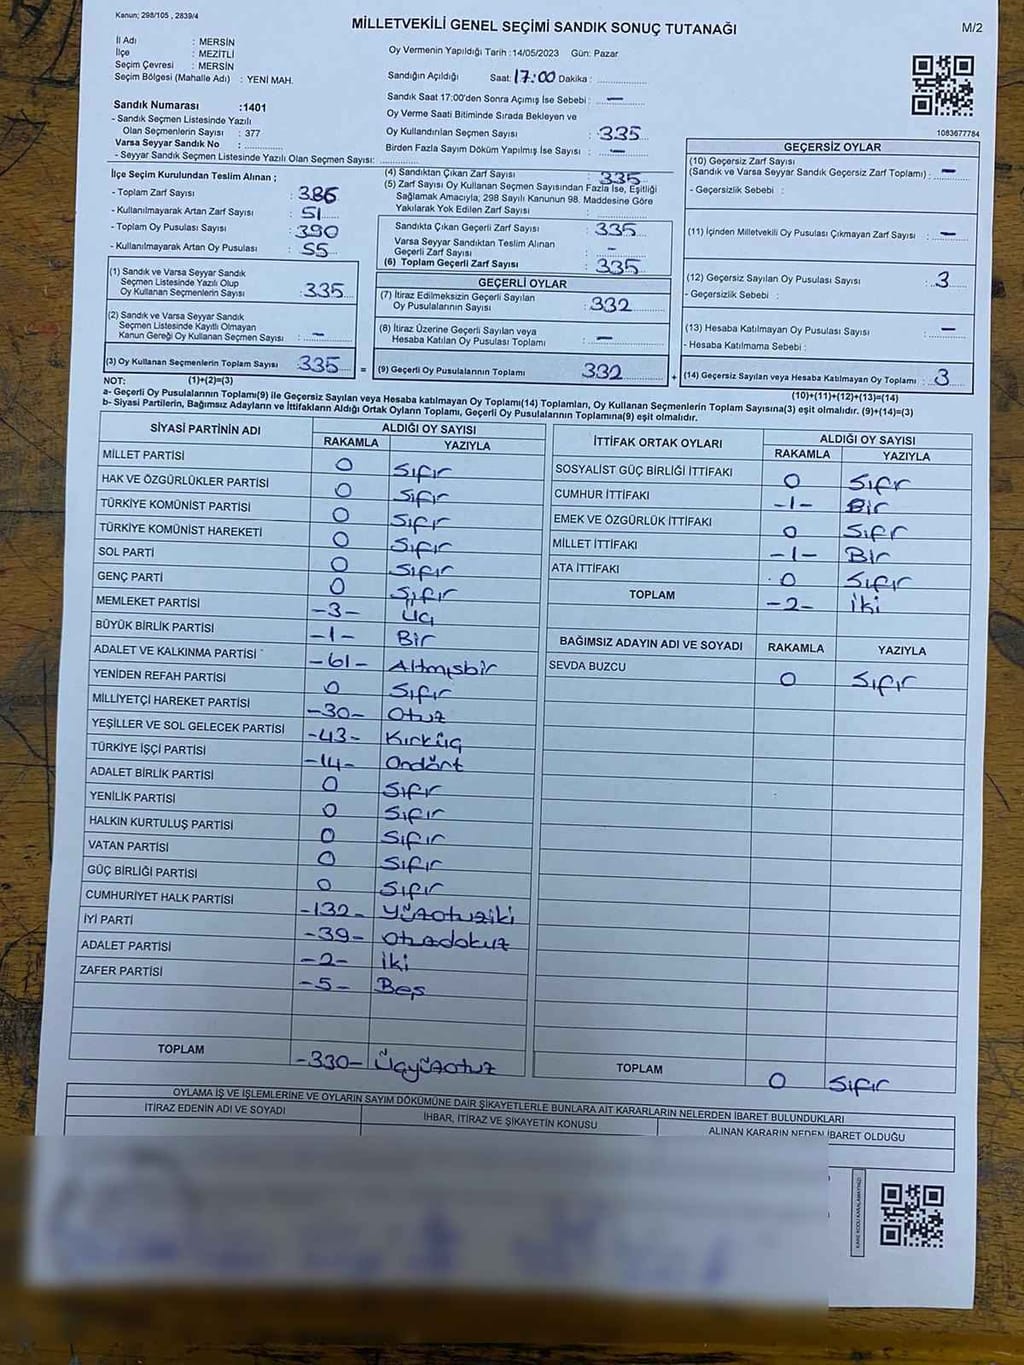 Kanun; 298/105 , 2839/4
MİLLETVEKİLİ GENEL SEÇİMİ SANDIK SONUÇ TUTANAĞI
M/2
İl Adı : MERSİN
İlçe : MEZİTLİ
Seçim Çevresi : MERSİN
Seçim Bölgesi (Mahalle Adı) : YENİ MAH.
Sandık Numarası :1401
- Sandık Seçmen Listesinde Yazılı
Olan Seçmenlerin Sayısı : 377
Varsa Seyyar Sandık No :
- Seyyar Sandık Seçmen Listesinde Yazılı Olan Seçmen Sayısı:
Oy Vermenin Yapıldığı Tarih :14/05/2023 Gün: Pazar
Sandığın Açıldığı Saat: 17:00 Dakika :
Sandık Saat 17:00'den Sonra Açımış İse Sebebi : —
Oy Verme Saati Bitiminde Sırada Bekleyen ve
Oy Kullandırılan Seçmen Sayısı : 335
Birden Fazla Sayım Döküm Yapılmış İse Sayısı : —
1083677784
İlçe Seçim Kurulundan Teslim Alınan ;
- Toplam Zarf Sayısı : 386
- Kullanılmayarak Artan Zarf Sayısı : 51
- Toplam Oy Pusulası Sayısı : 390
- Kullanılmayarak Artan Oy Pusulası : 55
(4) Sandıktan Çıkan Zarf Sayısı : 335
(5) Zarf Sayısı Oy Kullanan Seçmen Sayısından Fazla İse, Eşitliği
Sağlamak Amacıyla; 298 Sayılı Kanunun 98. Maddesine Göre
Yakılarak Yok Edilen Zarf Sayısı :
Sandıkta Çıkan Geçerli Zarf Sayısı : 335
Varsa Seyyar Sandıktan Teslim Alınan
Geçerli Zarf Sayısı : —
(6) Toplam Geçerli Zarf Sayısı : 335
GEÇERSİZ OYLAR
(10) Geçersiz Zarf Sayısı
(Sandık ve Varsa Seyyar Sandık Geçersiz Zarf Toplamı) : —
- Geçersizlik Sebebi :
(11) İçinden Milletvekili Oy Pusulası Çıkmayan Zarf Sayısı : —
(12) Geçersiz Sayılan Oy Pusulası Sayısı : 3
- Geçersizlik Sebebi :
(13) Hesaba Katılmayan Oy Pusulası Sayısı : —
- Hesaba Katılmama Sebebi :
(14) Geçersiz Sayılan veya Hesaba Katılmayan Oy Toplamı : 3
(10)+(11)+(12)+(13)=(14)
(1) Sandık ve Varsa Seyyar Sandık
Seçmen Listesinde Yazılı Olup
Oy Kullanan Seçmenlerin Sayısı : 335
(2) Sandık ve Varsa Seyyar Sandık
Seçmen Listesinde Kayıtlı Olmayan
Kanun Gereği Oy Kullanan Seçmen Sayısı : —
(3) Oy Kullanan Seçmenlerin Toplam Sayısı : 335 =
GEÇERLİ OYLAR
(7) İtiraz Edilmeksizin Geçerli Sayılan
Oy Pusulalarının Sayısı : 332
(8) İtiraz Üzerine Geçerli Sayılan veya
Hesaba Katılan Oy Pusulası Toplamı : —
(9) Geçerli Oy Pusulalarının Toplamı : 332 +
NOT: (1)+(2)=(3)
a- Geçerli Oy Pusulalarının Toplamı(9) ile Geçersiz Sayılan veya Hesaba katılmayan Oy Toplamı(14) Toplamları, Oy Kullanan Seçmenlerin Toplam Sayısına(3) eşit olmalıdır. (9)+(14)=(3)
b- Siyasi Partilerin, Bağımsız Adayların ve İttifakların Aldığı Ortak Oyların Toplamı, Geçerli Oy Pusulalarının Toplamına(9) eşit olmalıdır.
SİYASİ PARTİNİN ADI ALDIĞI OY SAYISI
RAKAMLA YAZIYLA
MİLLET PARTİSİ 0 Sıfır
HAK VE ÖZGÜRLÜKLER PARTİSİ 0 Sıfır
TÜRKİYE KOMÜNİST PARTİSİ 0 Sıfır
TÜRKİYE KOMÜNİST HAREKETİ 0 Sıfır
SOL PARTİ 0 Sıfır
GENÇ PARTİ 0 Sıfır
MEMLEKET PARTİSİ -3- Üç
BÜYÜK BİRLİK PARTİSİ -1- Bir
ADALET VE KALKINMA PARTİSİ -61- Altmışbir
YENİDEN REFAH PARTİSİ 0 Sıfır
MİLLİYETÇİ HAREKET PARTİSİ -30- Otuz
YEŞİLLER VE SOL GELECEK PARTİSİ -43- Kırküç
TÜRKİYE İŞÇİ PARTİSİ -14- Ondört
ADALET BİRLİK PARTİSİ 0 Sıfır
YENİLİK PARTİSİ 0 Sıfır
HALKIN KURTULUŞ PARTİSİ 0 Sıfır
VATAN PARTİSİ 0 Sıfır
GÜÇ BİRLİĞİ PARTİSİ 0 Sıfır
CUMHURİYET HALK PARTİSİ -132- Yüzotuziki
İYİ PARTİ -39- Otuzdokuz
ADALET PARTİSİ -2- İki
ZAFER PARTİSİ -5- Beş
TOPLAM -330- Üçyüzotuz
İTTİFAK ORTAK OYLARI ALDIĞI OY SAYISI
RAKAMLA YAZIYLA
SOSYALİST GÜÇ BİRLİĞİ İTTİFAKI 0 Sıfır
CUMHUR İTTİFAKI -1- Bir
EMEK VE ÖZGÜRLÜK İTTİFAKI 0 Sıfır
MİLLET İTTİFAKI -1- Bir
ATA İTTİFAKI 0 Sıfır
TOPLAM -2- İki
BAĞIMSIZ ADAYIN ADI VE SOYADI RAKAMLA YAZIYLA
SEVDA BUZCU 0 Sıfır
TOPLAM 0 Sıfır
OYLAMA İŞ VE İŞLEMLERİNE VE OYLARIN SAYIM DÖKÜMÜNE DAİR ŞİKAYETLERLE BUNLARA AİT KARARLARIN NELERDEN İBARET BULUNDUKLARI
İTİRAZ EDENİN ADI VE SOYADI İHBAR, İTİRAZ VE ŞİKAYETİN KONUSU ALINAN KARARIN NEDEN İBARET OLDUĞU
KARE KODU KARALAMAYINIZ!